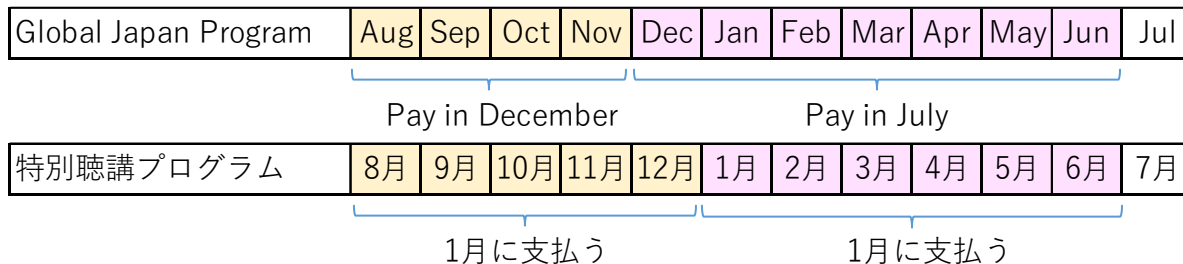 Global Japan Program Aug Sep Oct Nov Dec Jan Feb Mar Apr May Jun Jul
Pay in December Pay in July
特別聴講プログラム 8月 9月 10月 11月 12月 1月 2月 3月 4月 5月 6月 7月
1月に支払う 1月に支払う